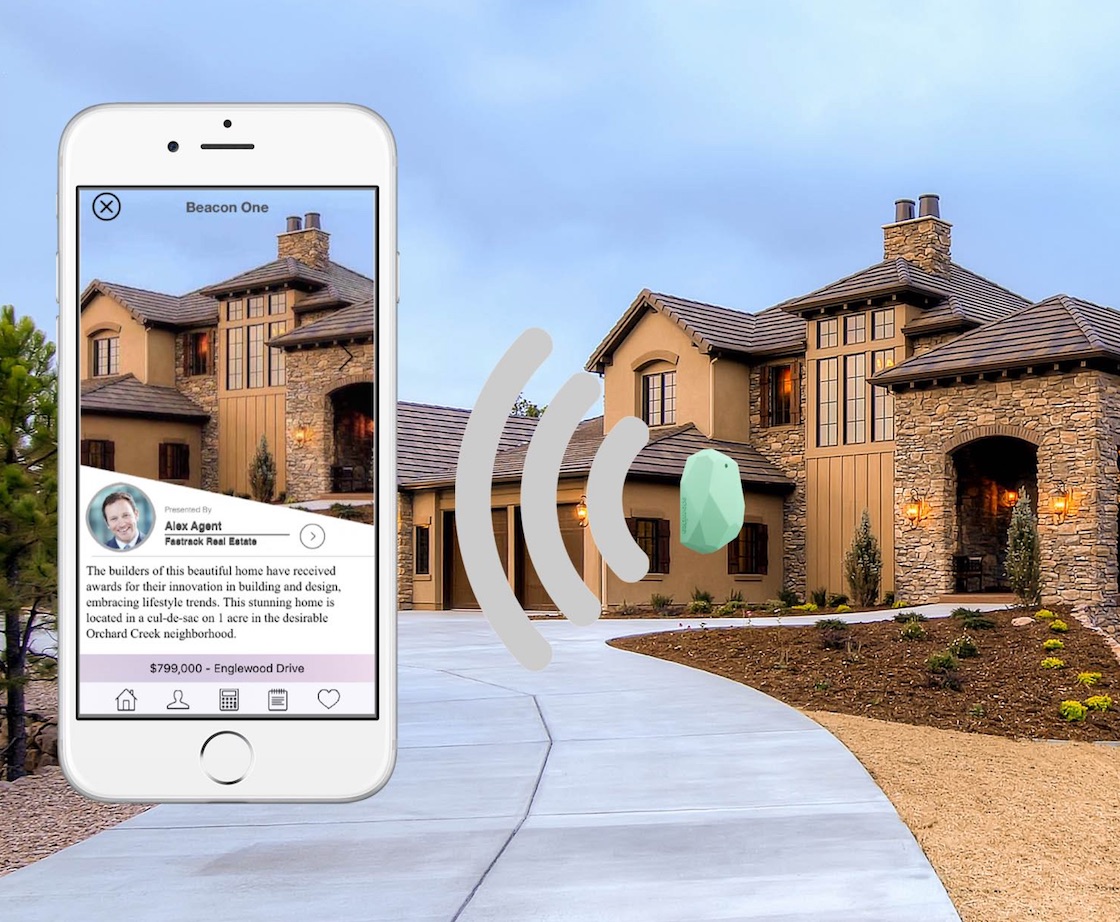 Beacon One
Presented By
Alex Agent
Fastrack Real Estate
The builders of this beautiful home have received
awards for their innovation in building and design,
embracing lifestyle trends. This stunning home is
located in a cul-de-sac on 1 acre in the desirable
Orchard Creek neighborhood.
$799,000 - Englewood Drive